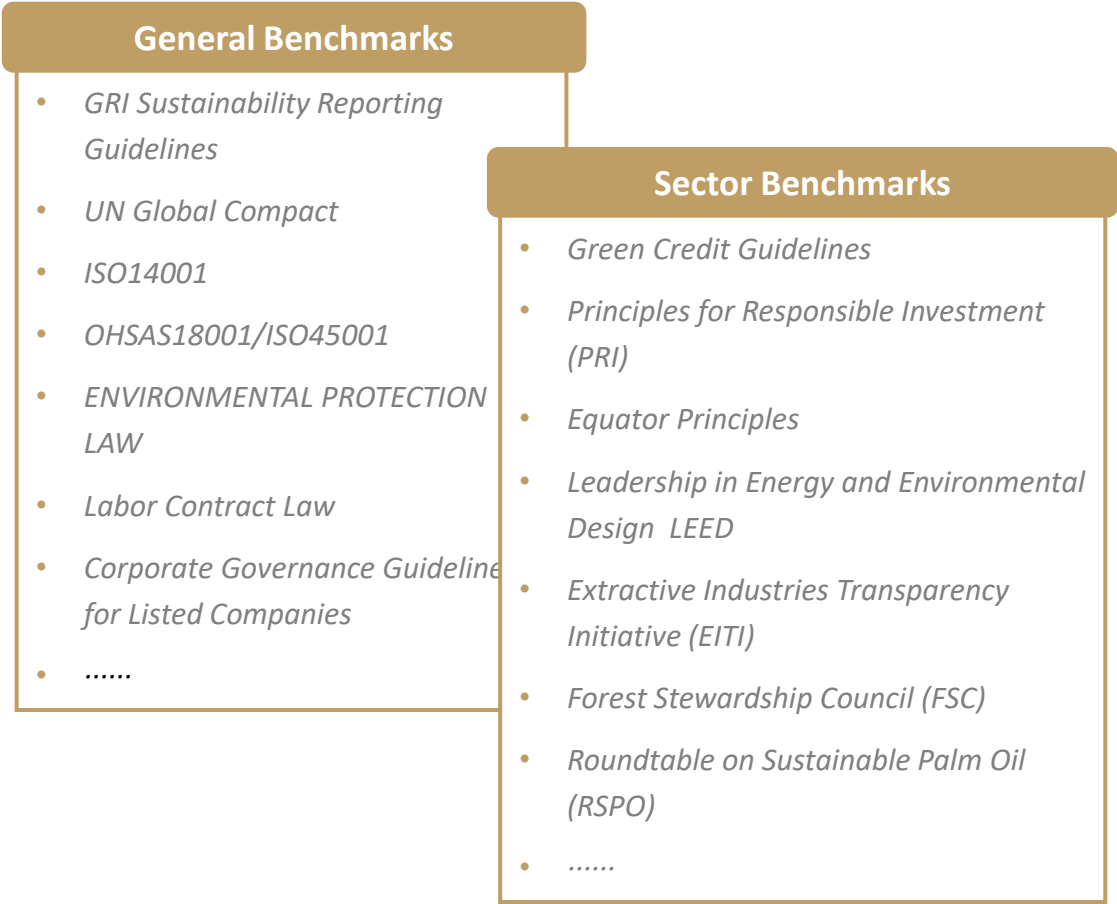 General Benchmarks
• GRI Sustainability Reporting
Guidelines
• UN Global Compact
• ISO14001
• OHSAS18001/ISO45001
• ENVIRONMENTAL PROTECTION
LAW
• Labor Contract Law
• Corporate Governance Guideline
for Listed Companies
• ......
Sector Benchmarks
• Green Credit Guidelines
• Principles for Responsible Investment
(PRI)
• Equator Principles
• Leadership in Energy and Environmental
Design  LEED
• Extractive Industries Transparency
Initiative (EITI)
• Forest Stewardship Council (FSC)
• Roundtable on Sustainable Palm Oil
(RSPO)
• ......